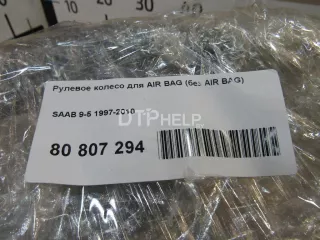 Рулевое колесо для AIR BAG (без AIR BAG)
SAAB 9-5 1997-2010
DTPHELP.
80 807 294